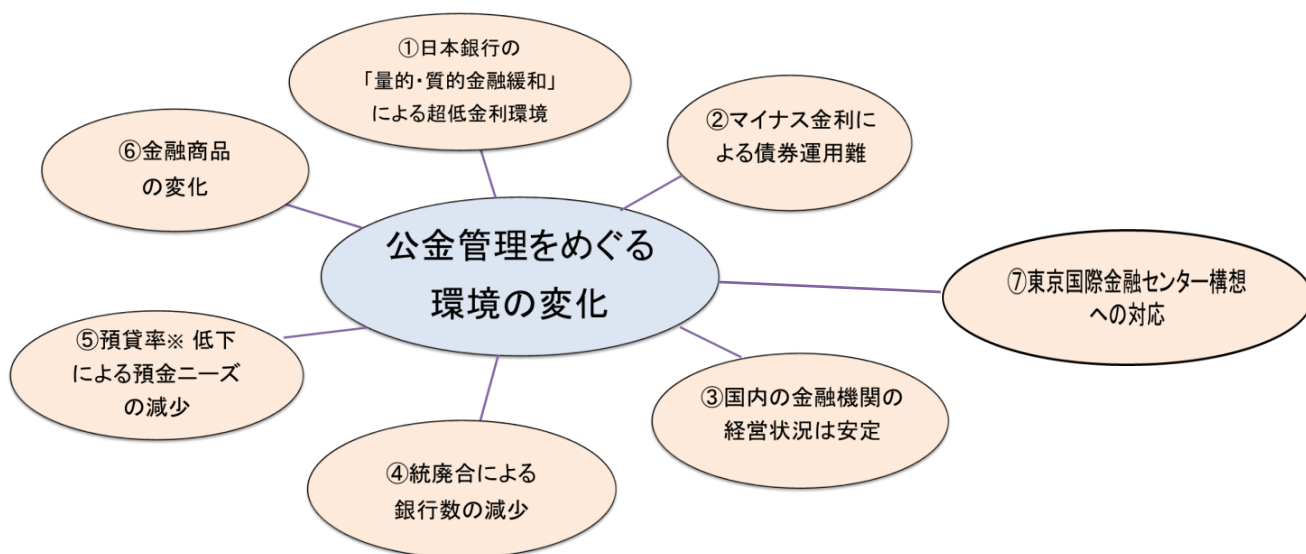 公金管理をめぐる
環境の変化
①日本銀行の
「量的・質的金融緩和」
による超低金利環境
②マイナス金利に
よる債券運用難
③国内の金融機関の
経営状況は安定
④統廃合による
銀行数の減少
⑤預貸率※ 低下
による預金ニーズ
の減少
⑥金融商品
の変化
⑦東京国際金融センター構想
への対応